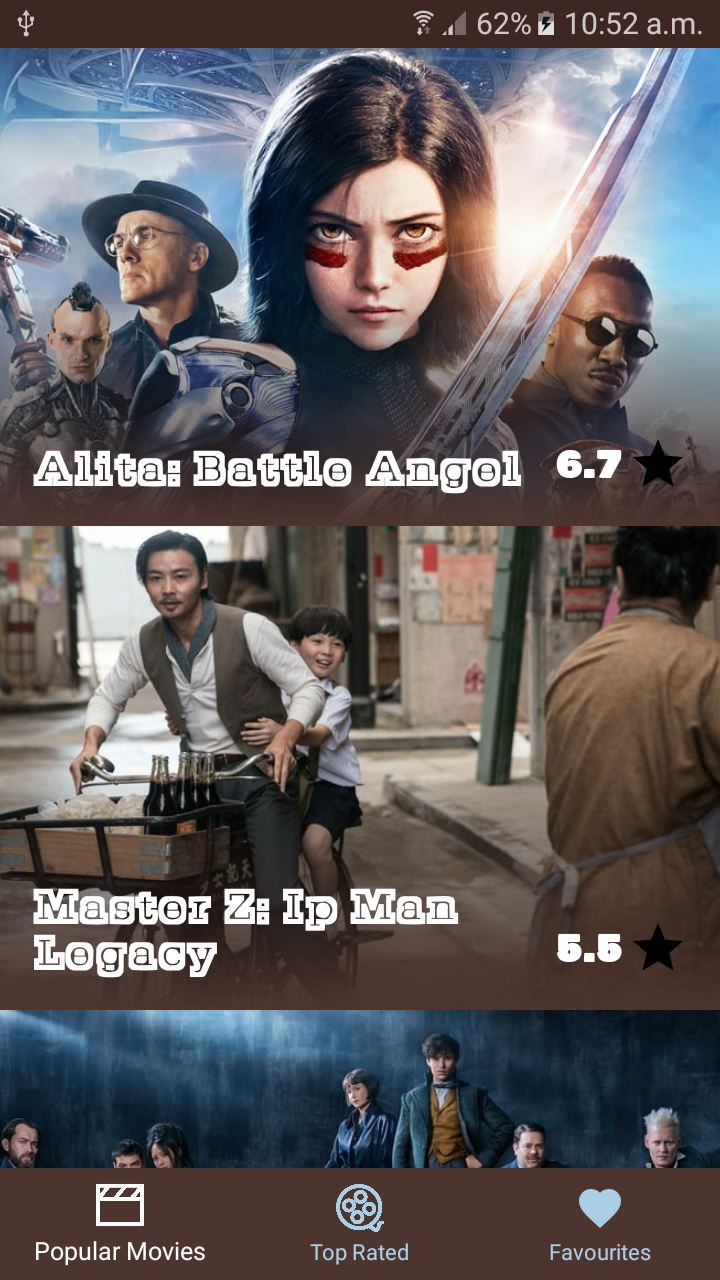 62% 10:52 a.m.
Alita: Battle Angel 6.7
Master Z: Ip Man
Legacy 5.5
Popular Movies Top Rated Favourites